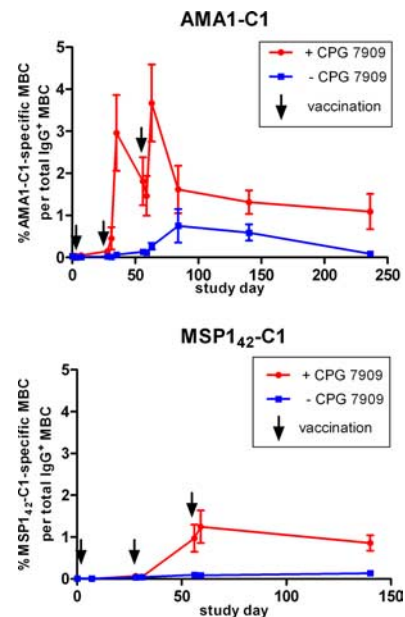 AMA1-C1
%AMA1-C1-specific MBC
per total IgG⁺ MBC
+ CPG 7909
- CPG 7909
vaccination
5
4
3
2
1
0
0 50 100 150 200 250
study day
MSP1₄₂-C1
%MSP1₄₂-C1-specific MBC
per total IgG⁺ MBC
+ CPG 7909
- CPG 7909
vaccination
5
4
3
2
1
0
0 50 100 150
study day